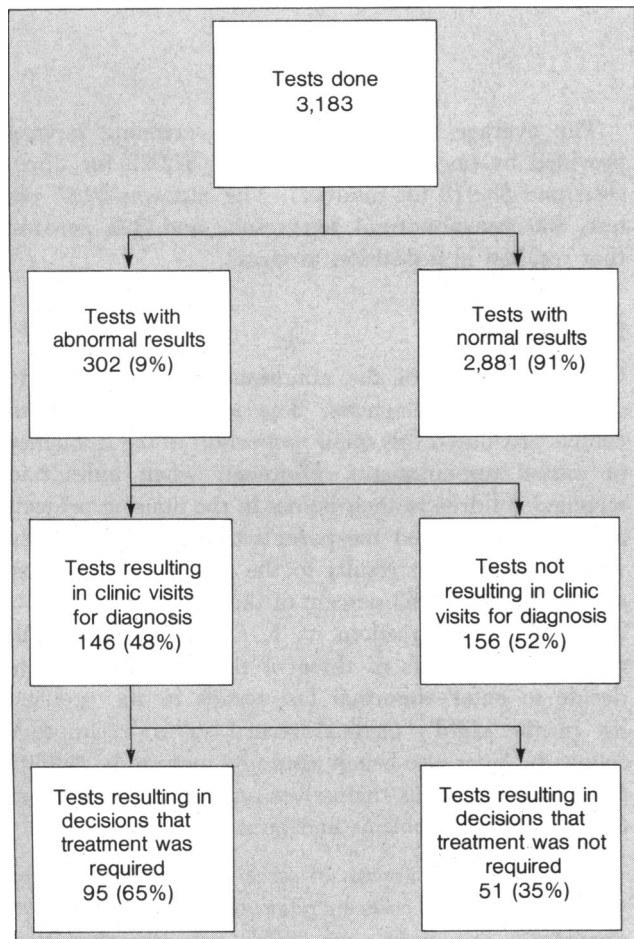 Tests done
3,183
Tests with
abnormal results
302 (9%)
Tests with
normal results
2,881 (91%)
Tests resulting
in clinic visits
for diagnosis
146 (48%)
Tests not
resulting in clinic
visits for diagnosis
156 (52%)
Tests resulting in
decisions that
treatment was
required
95 (65%)
Tests resulting in
decisions that
treatment was not
required
51 (35%)